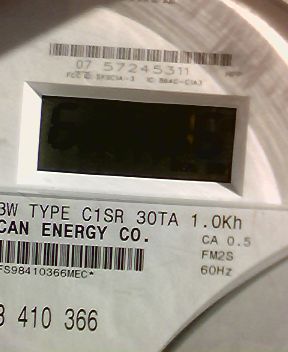 07 57245311
3W TYPE C1SR 30TA 1.0Kh
CAN ENERGY CO.
CA 0.5
FM2S
60Hz
FS98410366MEC*
410 366